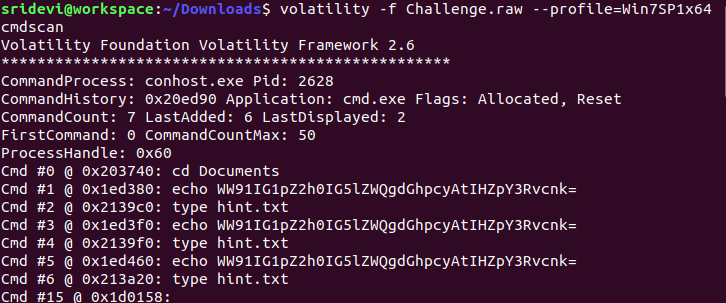 sridevi@workspace:~/Downloads$ volatility -f Challenge.raw --profile=Win7SP1x64
cmdscan
Volatility Foundation Volatility Framework 2.6
**************************************************
CommandProcess: conhost.exe Pid: 2628
CommandHistory: 0x20ed90 Application: cmd.exe Flags: Allocated, Reset
CommandCount: 7 LastAdded: 6 LastDisplayed: 2
FirstCommand: 0 CommandCountMax: 50
ProcessHandle: 0x60
Cmd #0 @ 0x203740: cd Documents
Cmd #1 @ 0x1ed380: echo WW91IG1pZ2h0IG5lZWQgdGhpcyAtIHZpY3Rvcnk=
Cmd #2 @ 0x2139c0: type hint.txt
Cmd #3 @ 0x1ed3f0: echo WW91IG1pZ2h0IG5lZWQgdGhpcyAtIHZpY3Rvcnk=
Cmd #4 @ 0x2139f0: type hint.txt
Cmd #5 @ 0x1ed460: echo WW91IG1pZ2h0IG5lZWQgdGhpcyAtIHZpY3Rvcnk=
Cmd #6 @ 0x213a20: type hint.txt
Cmd #15 @ 0x1d0158: